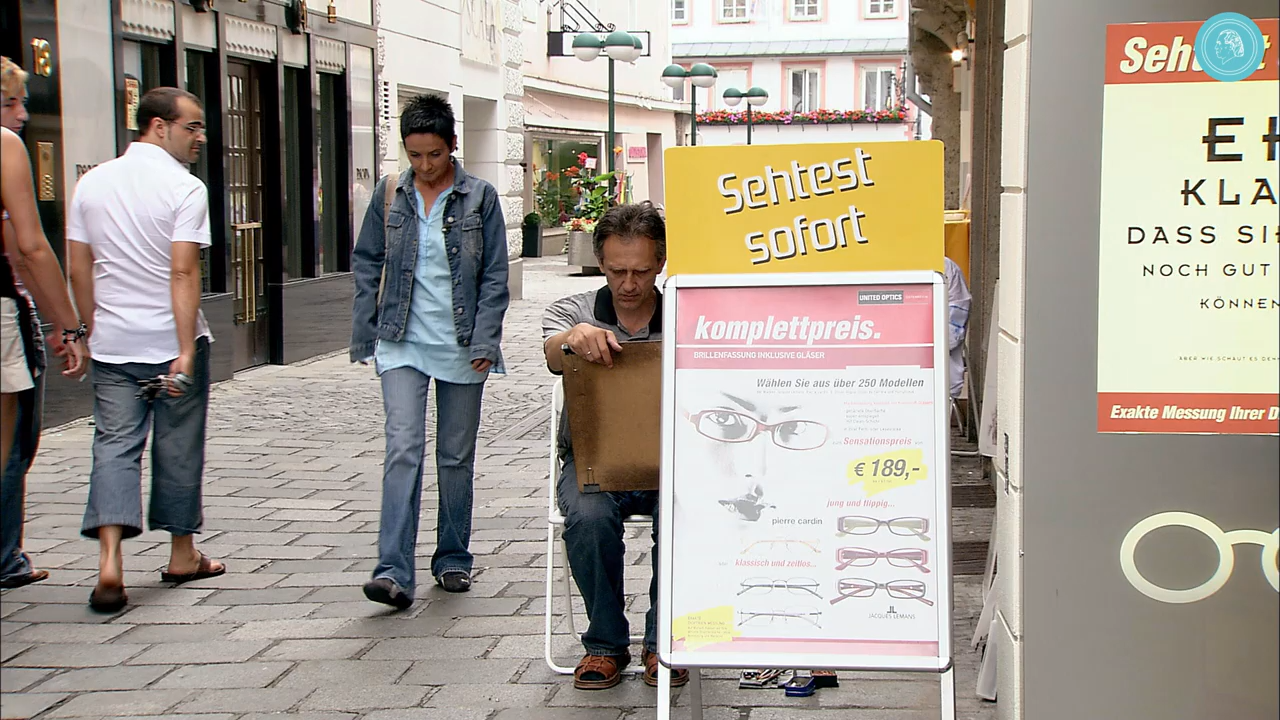 18
Sehtest
sofort
UNITED OPTICS
komplettpreis.
BRILLENFASSUNG INKLUSIVE GLÄSER
Wählen Sie aus über 250 Modellen
Sensationspreis
€ 189,-
jung und flippig...
pierre cardin
klassisch und zeitlos...
JACQUES LEMANS
KLA
DASS SI
NOCH GUT
KÖNNEN
Exakte Messung Ihrer D